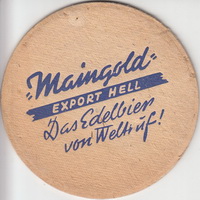 „Maingold“
EXPORT HELL
Das Edelbier
von Weltruf!